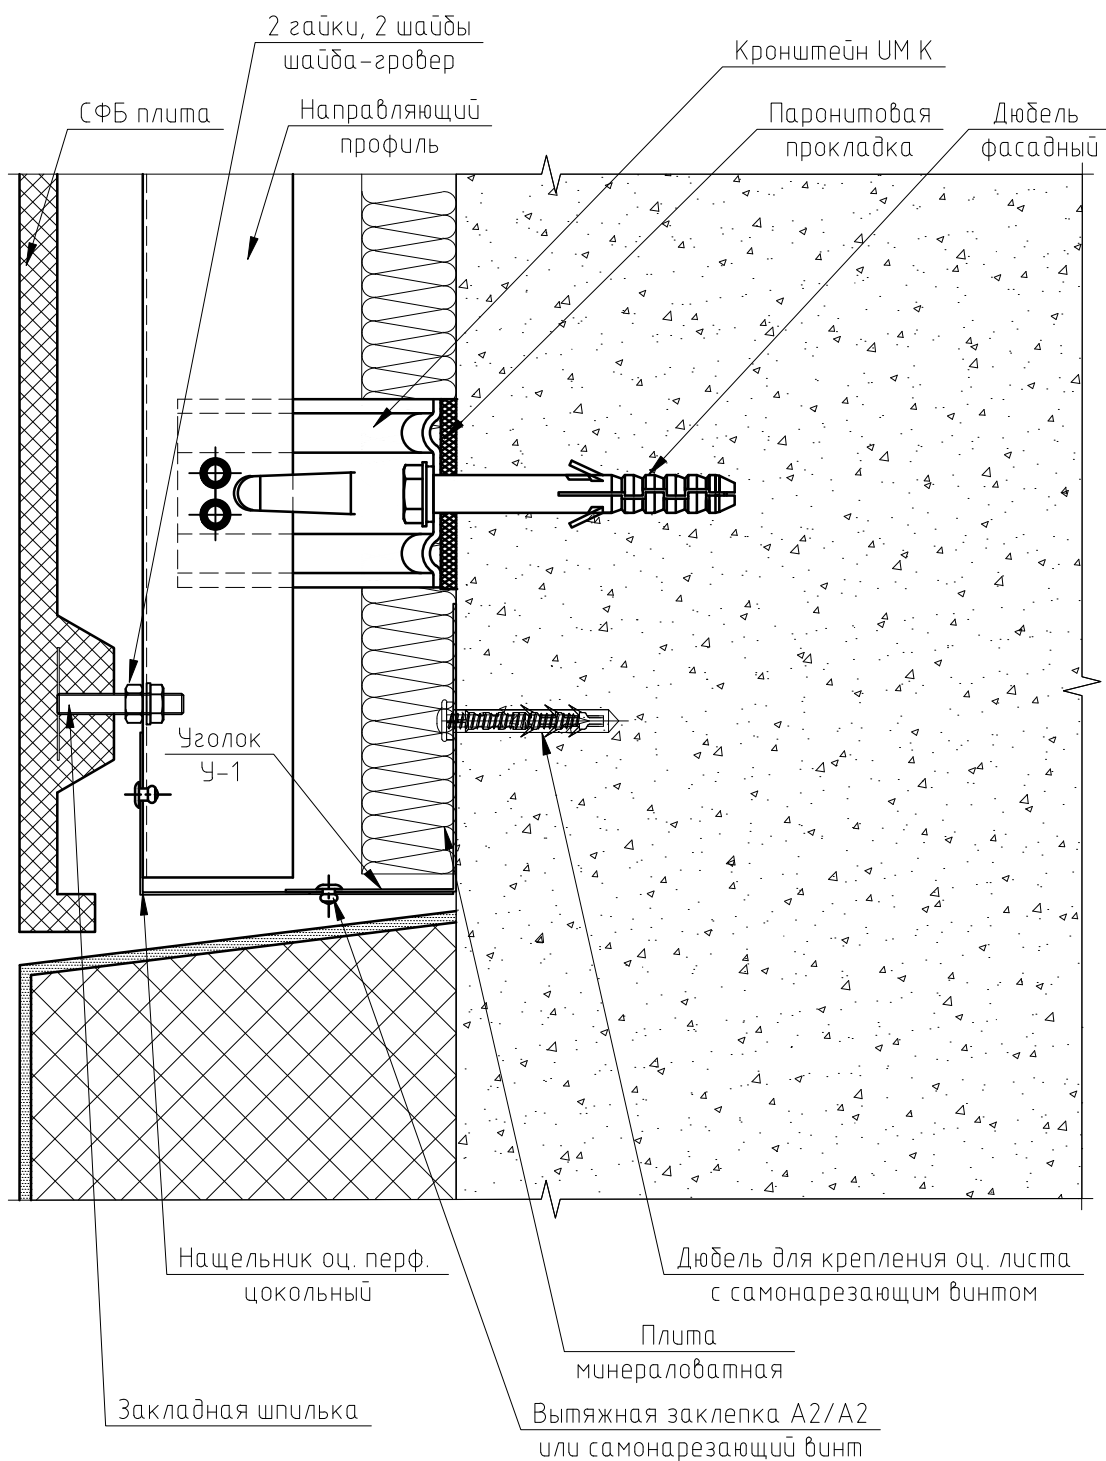 2 гайки, 2 шайбы
шайба-гровер
Кронштейн UM К
СФБ плита
Направляющий
профиль
Паронитовая
прокладка
Дюбель
фасадный
Уголок
У-1
Нащельник оц. перф.
цокольный
Дюбель для крепления оц. листа
с самонарезающим винтом
Плита
минераловатная
Закладная шпилька
Вытяжная заклепка А2/А2
или самонарезающий винт